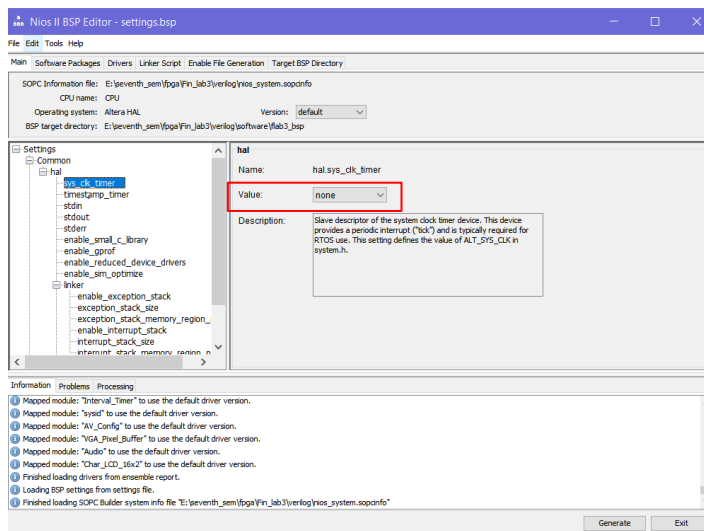 Nios II BSP Editor - settings.bsp
File Edit Tools Help
Main Software Packages Drivers Linker Script Enable File Generation Target BSP Directory
SOPC Information file: E:\seventh_sem\fpga\Fin_lab3\verilog\nios_system.sopcinfo
CPU name: CPU
Operating system: Altera HAL Version: default
BSP target directory: E:\seventh_sem\fpga\Fin_lab3\verilog\software\flab3_bsp
Settings
Common
hal
sys_clk_timer
timestamp_timer
stdin
stdout
stderr
enable_small_c_library
enable_gprof
enable_reduced_device_drivers
enable_sim_optimize
linker
enable_exception_stack
exception_stack_size
exception_stack_memory_region_
enable_interrupt_stack
interrupt_stack_size
interrupt_stack_memory_region_n
hal
Name: hal.sys_clk_timer
Value: none
Description: Slave descriptor of the system clock timer device. This device
provides a periodic interrupt ("tick") and is typically required for
RTOS use. This setting defines the value of ALT_SYS_CLK in
system.h.
Information Problems Processing
Mapped module: "Interval_Timer" to use the default driver version.
Mapped module: "sysid" to use the default driver version.
Mapped module: "AV_Config" to use the default driver version.
Mapped module: "VGA_Pixel_Buffer" to use the default driver version.
Mapped module: "Audio" to use the default driver version.
Mapped module: "Char_LCD_16x2" to use the default driver version.
Finished loading drivers from ensemble report.
Loading BSP settings from settings file.
Finished loading SOPC Builder system info file "E:\seventh_sem\fpga\Fin_lab3\verilog\nios_system.sopcinfo"
Generate Exit